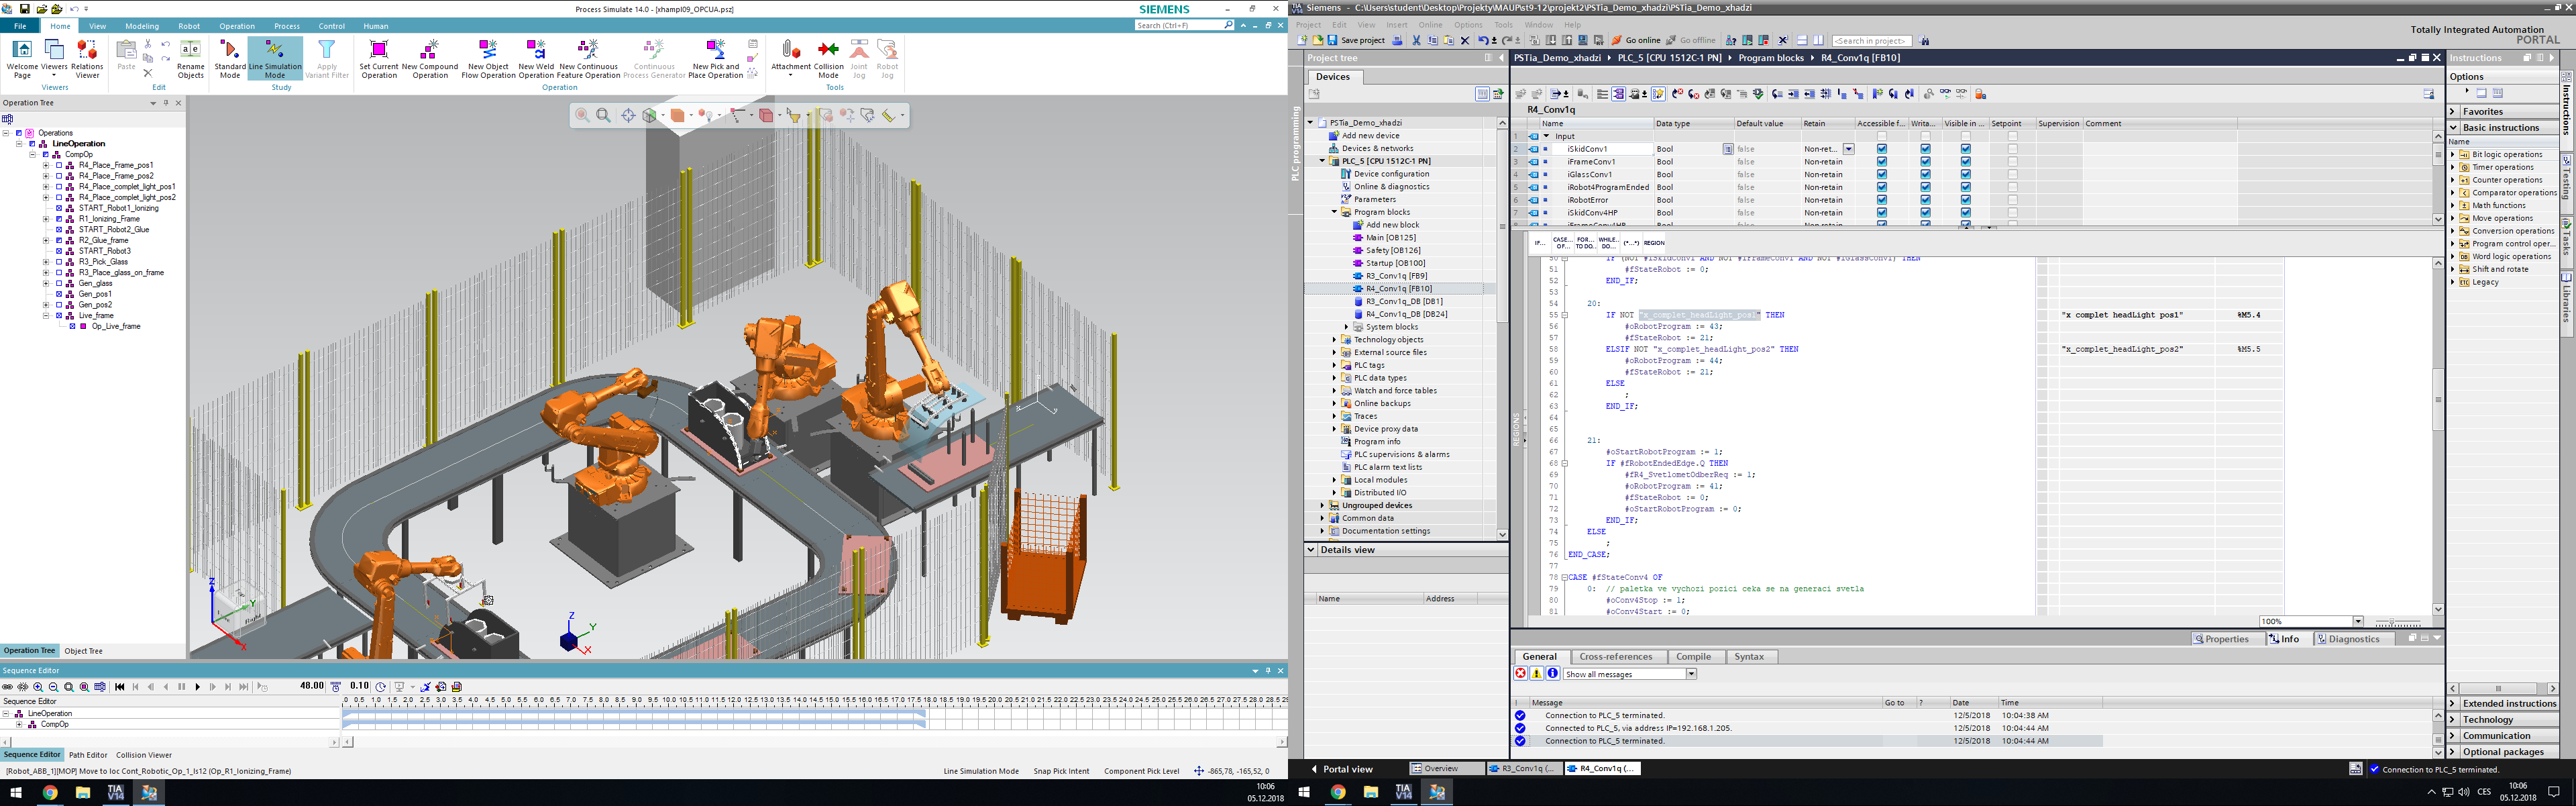 Process Simulate 14.0 - [xhampl09_OPCUA.psz]
SIEMENS
File Home View Modeling Robot Operation Process Control Human
Search (Ctrl+F)
Welcome Page
Viewers
Relations Viewer
Paste
Rename Objects
Standard Mode
Line Simulation Mode
Apply Variant Filter
Set Current Operation
New Compound Operation
New Object Flow Operation
New Weld Operation
New Continuous Feature Operation
Continuous Process Generator
New Pick and Place Operation
Attachment
Collision Mode
Joint Jog
Robot Jog
Viewers Edit Study Operation Tools
Operation Tree
Operations
LineOperation
CompOp
R4_Place_Frame_pos1
R4_Place_Frame_pos2
R4_Place_complet_light_pos1
R4_Place_complet_light_pos2
START_Robot1_Ionizing
R1_Ionizing_Frame
START_Robot2_Glue
R2_Glue_frame
START_Robot3
R3_Pick_Glass
R3_Place_glass_on_frame
Gen_glass
Gen_pos1
Gen_pos2
Live_frame
Op_Live_frame
Z
Y
X
Z
Y
X
Operation Tree Object Tree
Sequence Editor
48.00 0.10
Sequence Editor
LineOperation
CompOp
Sequence Editor Path Editor Collision Viewer
[Robot_ABB_1][MOP] Move to loc Cont_Robotic_Op_1_ls12 (Op_R1_Ionizing_Frame)
Line Simulation Mode Snap Pick Intent Component Pick Level -865,78, -165,52, 0
10:06
05.12.2018
Siemens - C:\Users\student\Desktop\Projekty\MAUP\st9-12\projekt2\PSTia_Demo_xhadzi\PSTia_Demo_xhadzi
Project Edit View Insert Online Options Tools Window Help
Totally Integrated Automation
PORTAL
Save project
Go online
Go offline
<Search in project>
Project tree
Devices
PLC programming
PSTia_Demo_xhadzi
Add new device
Devices & networks
PLC_5 [CPU 1512C-1 PN]
Device configuration
Online & diagnostics
Parameters
Program blocks
Add new block
Main [OB125]
Safety [OB126]
Startup [OB100]
R3_Conv1q [FB9]
R4_Conv1q [FB10]
R3_Conv1q_DB [DB1]
R4_Conv1q_DB [DB24]
System blocks
Technology objects
External source files
PLC tags
PLC data types
Watch and force tables
Online backups
Traces
Device proxy data
Program info
PLC supervisions & alarms
PLC alarm text lists
Local modules
Distributed I/O
Ungrouped devices
Common data
Documentation settings
Details view
Name Address
PSTia_Demo_xhadzi PLC_5 [CPU 1512C-1 PN] Program blocks R4_Conv1q [FB10]
R4_Conv1q
Name Data type Default value Retain Accessible f... Writa... Visible in ... Setpoint Supervision Comment
1 Input
2 iSkidConv1 Bool false Non-ret...
3 iFrameConv1 Bool false Non-retain
4 iGlassConv1 Bool false Non-retain
5 iRobot4ProgramEnded Bool false Non-retain
6 iRobotError Bool false Non-retain
7 iSkidConv4HP Bool false Non-retain
IF... CASE... OF... FOR... TO DO... WHILE... DO... (*...*) REGION
REGIONS
50 IF (NOT #iSkidConv1 AND NOT #iFrameConv1 AND NOT #iGlassConv1) THEN
51 #fStateRobot := 0;
52 END_IF;
53
54 20:
55 IF NOT "x_complet_headLight_pos1" THEN
56 #oRobotProgram := 43;
57 #fStateRobot := 21;
58 ELSIF NOT "x_complet_headLight_pos2" THEN
59 #oRobotProgram := 44;
60 #fStateRobot := 21;
61 ELSE
62 ;
63 END_IF;
64
65
66 21:
67 #oStartRobotProgram := 1;
68 IF #fRobotEndedEdge.Q THEN
69 #fR4_SvetlometOdberReq := 1;
70 #oRobotProgram := 41;
71 #fStateRobot := 0;
72 #oStartRobotProgram := 0;
73 END_IF;
74 ELSE
75 ;
76 END_CASE;
77
78 CASE #fStateConv4 OF
79 0: // paletka ve vychozi pozici ceka se na generaci svetla
80 #oConv4Stop := 1;
81 #oConv4Start := 0;
"x complet headLight pos1" %M5.4
"x_complet_headLight_pos2" %M5.5
100%
Properties Info Diagnostics
General Cross-references Compile Syntax
Show all messages
! Message Go to ? Date Time
Connection to PLC_5 terminated. 12/5/2018 10:04:38 AM
Connected to PLC_5, via address IP=192.168.1.205. 12/5/2018 10:04:44 AM
Connection to PLC_5 terminated. 12/5/2018 10:04:44 AM
Instructions
Options
Favorites
Basic instructions
Name
Bit logic operations
Timer operations
Counter operations
Comparator operations
Math functions
Move operations
Conversion operations
Program control oper...
Word logic operations
Shift and rotate
Legacy
Extended instructions
Technology
Communication
Optional packages
Instructions
Testing
Tasks
Libraries
Portal view Overview R3_Conv1q (... R4_Conv1q (...
Connection to PLC_5 terminated.
CES
10:06
05.12.2018